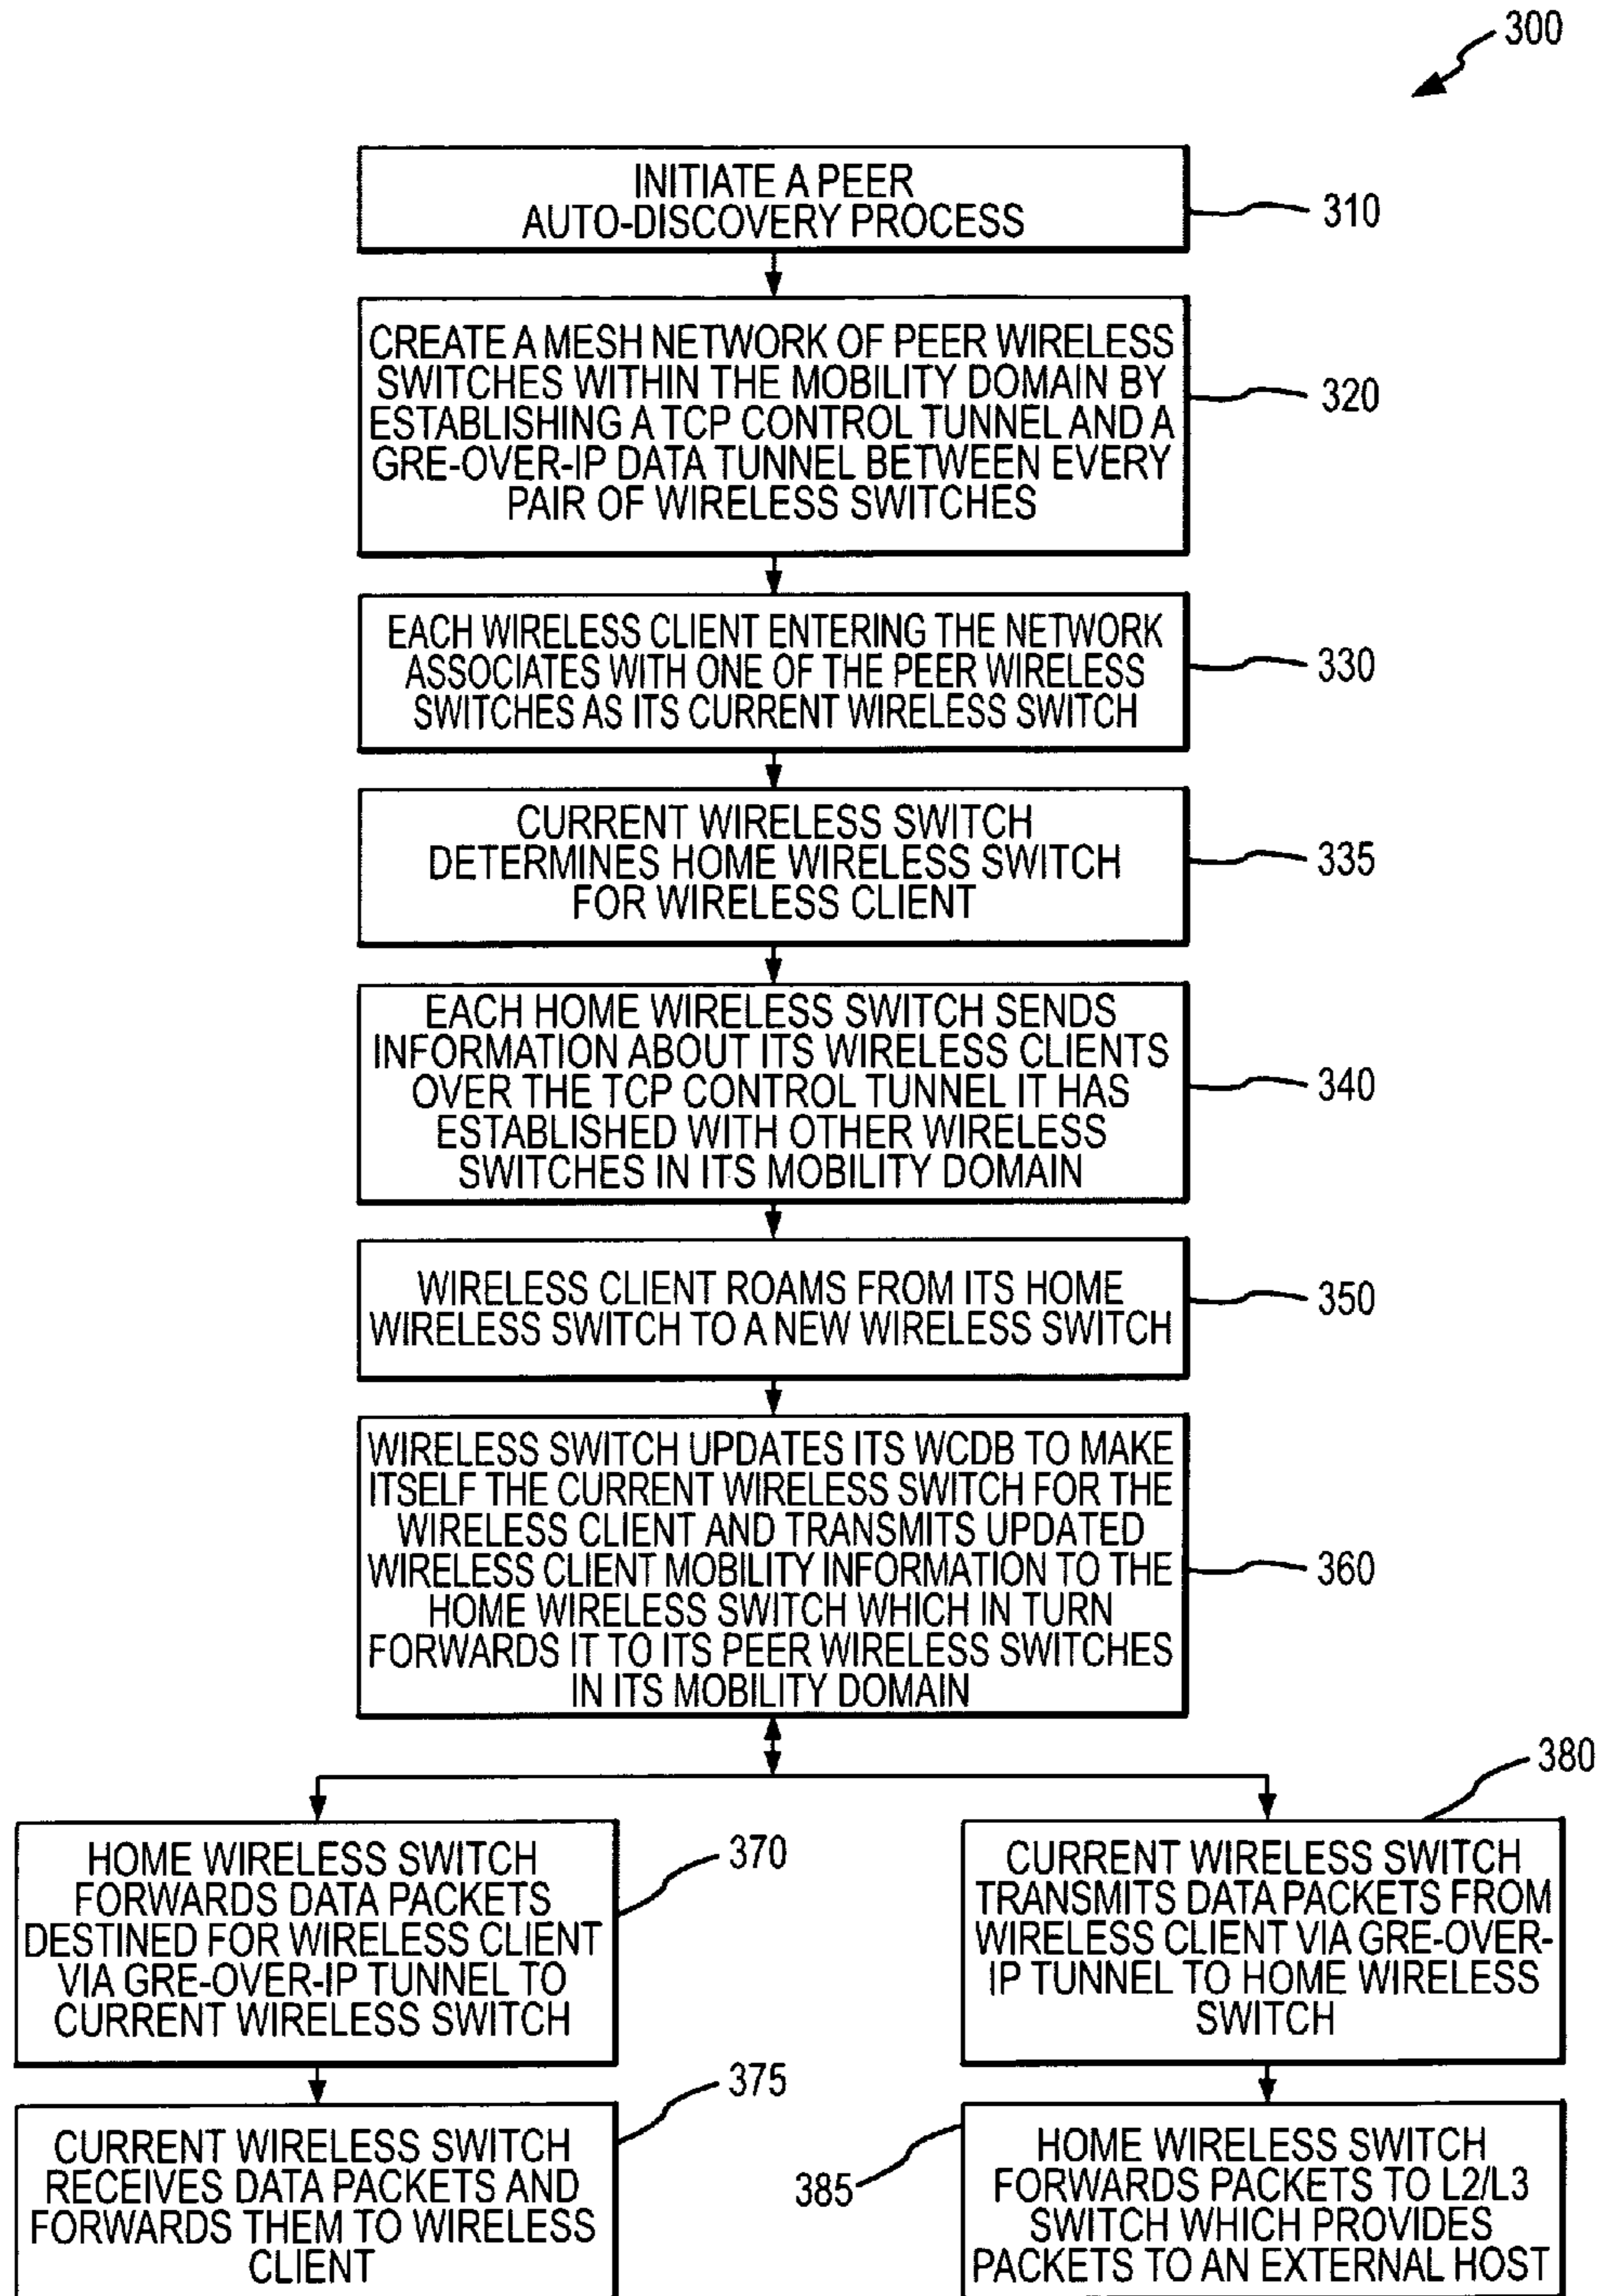 300
INITIATE A PEER
AUTO-DISCOVERY PROCESS
310
CREATE A MESH NETWORK OF PEER WIRELESS
SWITCHES WITHIN THE MOBILITY DOMAIN BY
ESTABLISHING A TCP CONTROL TUNNEL AND A
GRE-OVER-IP DATA TUNNEL BETWEEN EVERY
PAIR OF WIRELESS SWITCHES
320
EACH WIRELESS CLIENT ENTERING THE NETWORK
ASSOCIATES WITH ONE OF THE PEER WIRELESS
SWITCHES AS ITS CURRENT WIRELESS SWITCH
330
CURRENT WIRELESS SWITCH
DETERMINES HOME WIRELESS SWITCH
FOR WIRELESS CLIENT
335
EACH HOME WIRELESS SWITCH SENDS
INFORMATION ABOUT ITS WIRELESS CLIENTS
OVER THE TCP CONTROL TUNNEL IT HAS
ESTABLISHED WITH OTHER WIRELESS
SWITCHES IN ITS MOBILITY DOMAIN
340
WIRELESS CLIENT ROAMS FROM ITS HOME
WIRELESS SWITCH TO A NEW WIRELESS SWITCH
350
WIRELESS SWITCH UPDATES ITS WCDB TO MAKE
ITSELF THE CURRENT WIRELESS SWITCH FOR THE
WIRELESS CLIENT AND TRANSMITS UPDATED
WIRELESS CLIENT MOBILITY INFORMATION TO THE
HOME WIRELESS SWITCH WHICH IN TURN
FORWARDS IT TO ITS PEER WIRELESS SWITCHES
IN ITS MOBILITY DOMAIN
360
HOME WIRELESS SWITCH
FORWARDS DATA PACKETS
DESTINED FOR WIRELESS CLIENT
VIA GRE-OVER-IP TUNNEL TO
CURRENT WIRELESS SWITCH
370
CURRENT WIRELESS SWITCH
RECEIVES DATA PACKETS AND
FORWARDS THEM TO WIRELESS
CLIENT
375
380
CURRENT WIRELESS SWITCH
TRANSMITS DATA PACKETS FROM
WIRELESS CLIENT VIA GRE-OVER-
IP TUNNEL TO HOME WIRELESS
SWITCH
385
HOME WIRELESS SWITCH
FORWARDS PACKETS TO L2/L3
SWITCH WHICH PROVIDES
PACKETS TO AN EXTERNAL HOST